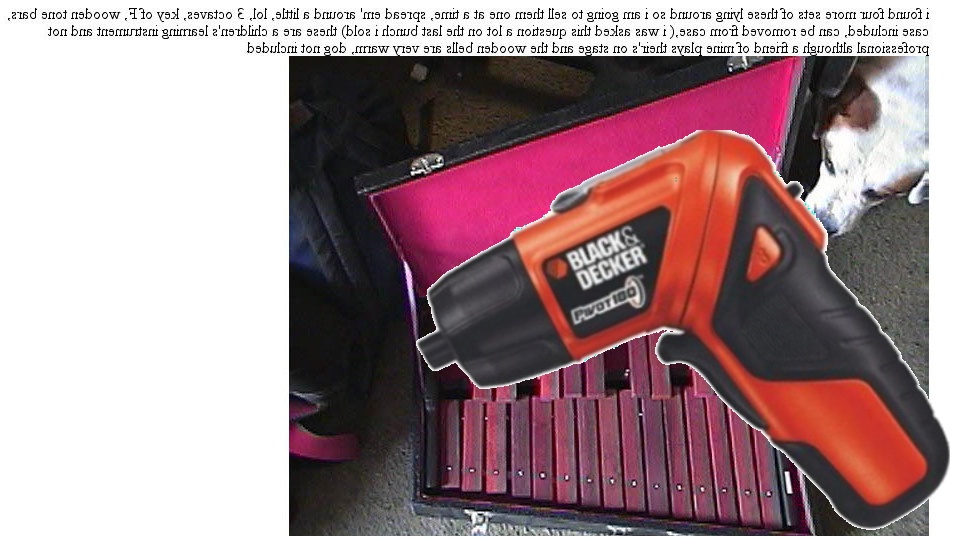 i found four more sets of these lying around so i am going to sell them one at a time, spread em' around a little, lol, 3 octaves, key of F, wooden tone bars,
case included, can be removed from case,( i was asked this question a lot on the last bunch i sold) these are a children's learning instrument and not
professional although a friend of mine plays their's on stage and the wooden bells are very warm, dog not included
BLACK&
DECKER
PIVOT180